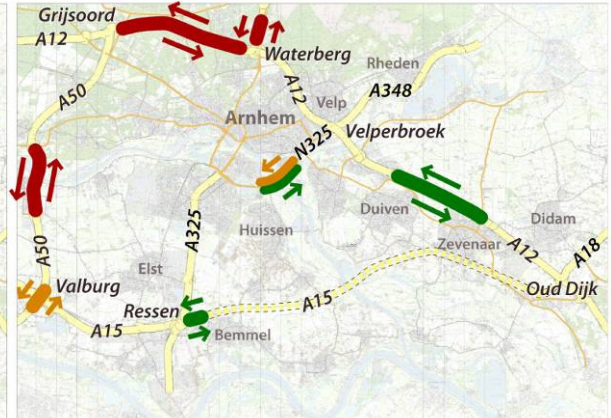 Grijsoord
A12
Waterberg
Rheden
A50
A12
Velp
A348
Arnhem
N325
Velperbroek
A325
Duiven
Didam
Huissen
A50
Zevenaar
A12
A18
Elst
Valburg
Oud Dijk
Ressen
A15
A15
Bemmel